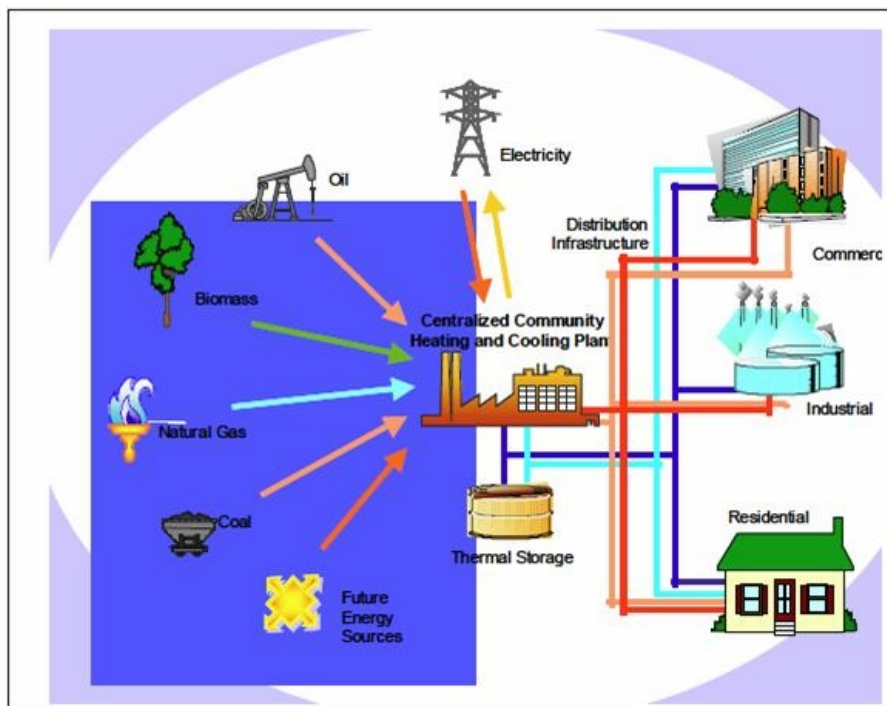 Electricity
Oil
Distribution
Infrastructure
Commerc
Biomass
Centralized Community
Heating and Cooling Plant
Natural Gas
Industrial
Coal
Thermal Storage
Residential
Future
Energy
Sources